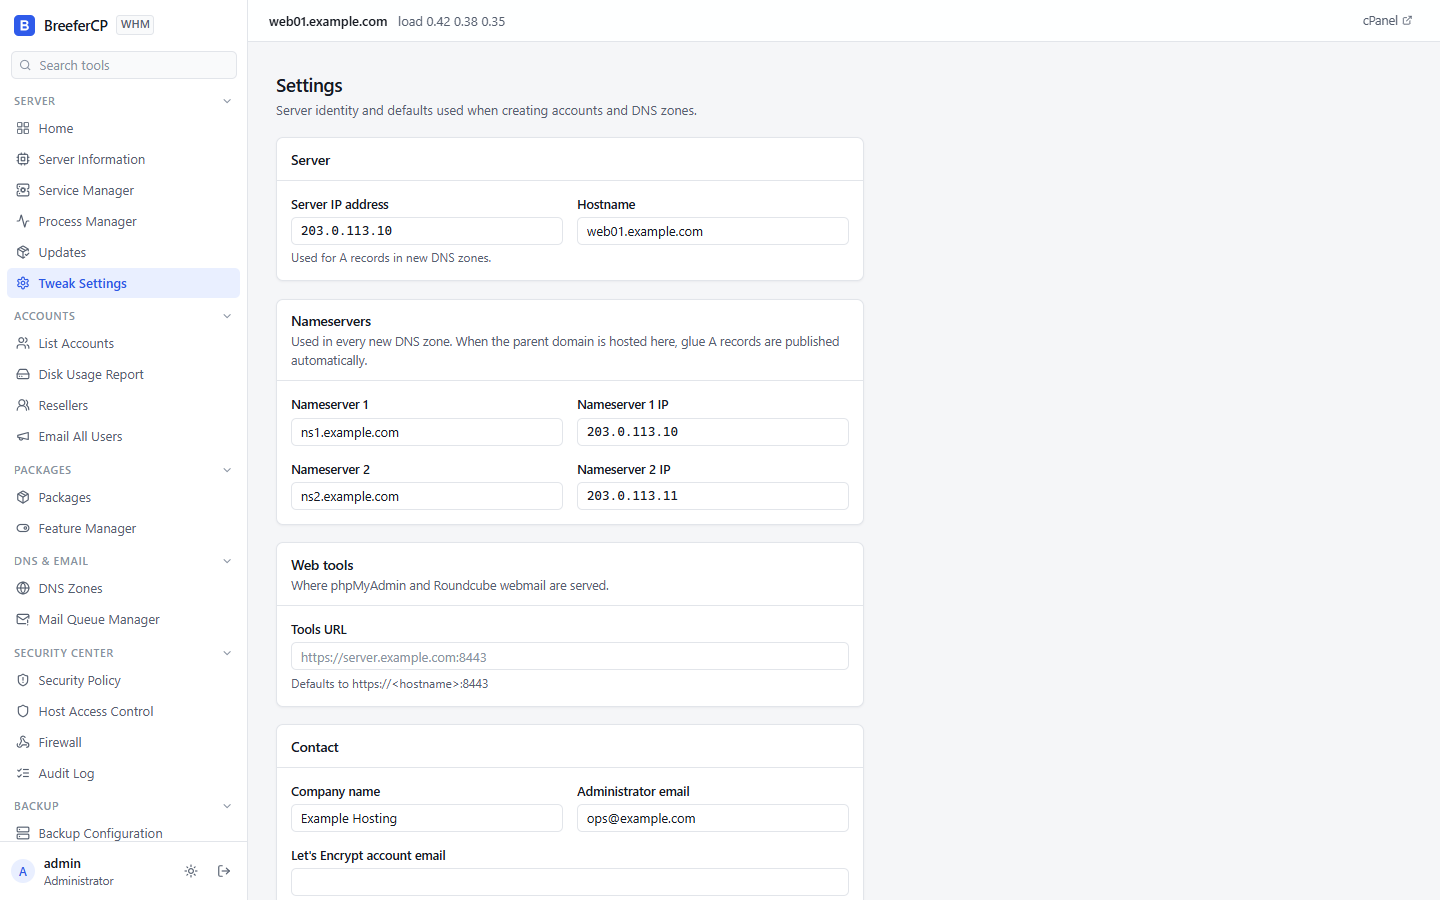 B BreeferCP WHM
Search tools
SERVER
Home
Server Information
Service Manager
Process Manager
Updates
Tweak Settings
ACCOUNTS
List Accounts
Disk Usage Report
Resellers
Email All Users
PACKAGES
Packages
Feature Manager
DNS & EMAIL
DNS Zones
Mail Queue Manager
SECURITY CENTER
Security Policy
Host Access Control
Firewall
Audit Log
BACKUP
Backup Configuration
A admin
Administrator
web01.example.com load 0.42 0.38 0.35
cPanel
Settings
Server identity and defaults used when creating accounts and DNS zones.
Server
Server IP address
203.0.113.10
Used for A records in new DNS zones.
Hostname
web01.example.com
Nameservers
Used in every new DNS zone. When the parent domain is hosted here, glue A records are published
automatically.
Nameserver 1
ns1.example.com
Nameserver 1 IP
203.0.113.10
Nameserver 2
ns2.example.com
Nameserver 2 IP
203.0.113.11
Web tools
Where phpMyAdmin and Roundcube webmail are served.
Tools URL
https://server.example.com:8443
Defaults to https://<hostname>:8443
Contact
Company name
Example Hosting
Administrator email
ops@example.com
Let's Encrypt account email